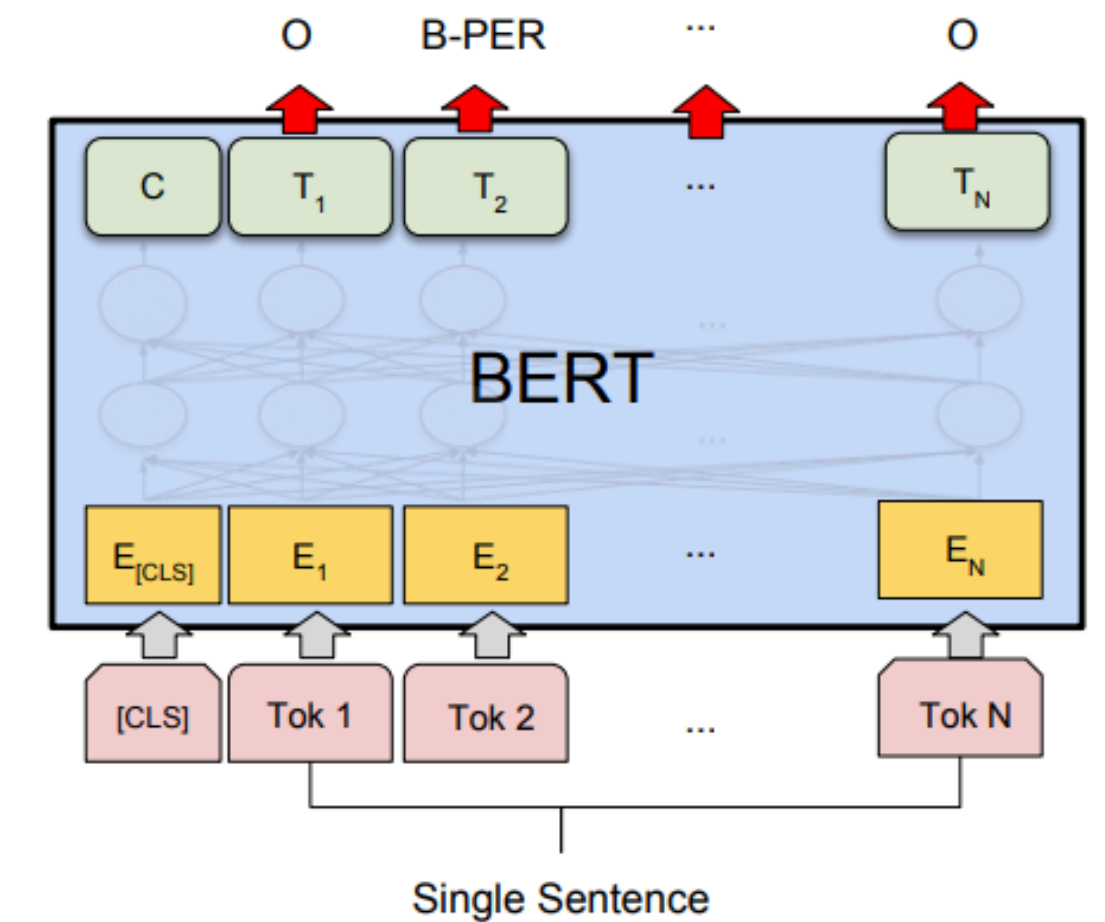 O B-PER ... O
C T1 T2 ... TN
...
BERT
...
E[CLS] E1 E2 ... EN
[CLS] Tok 1 Tok 2 ... Tok N
Single Sentence